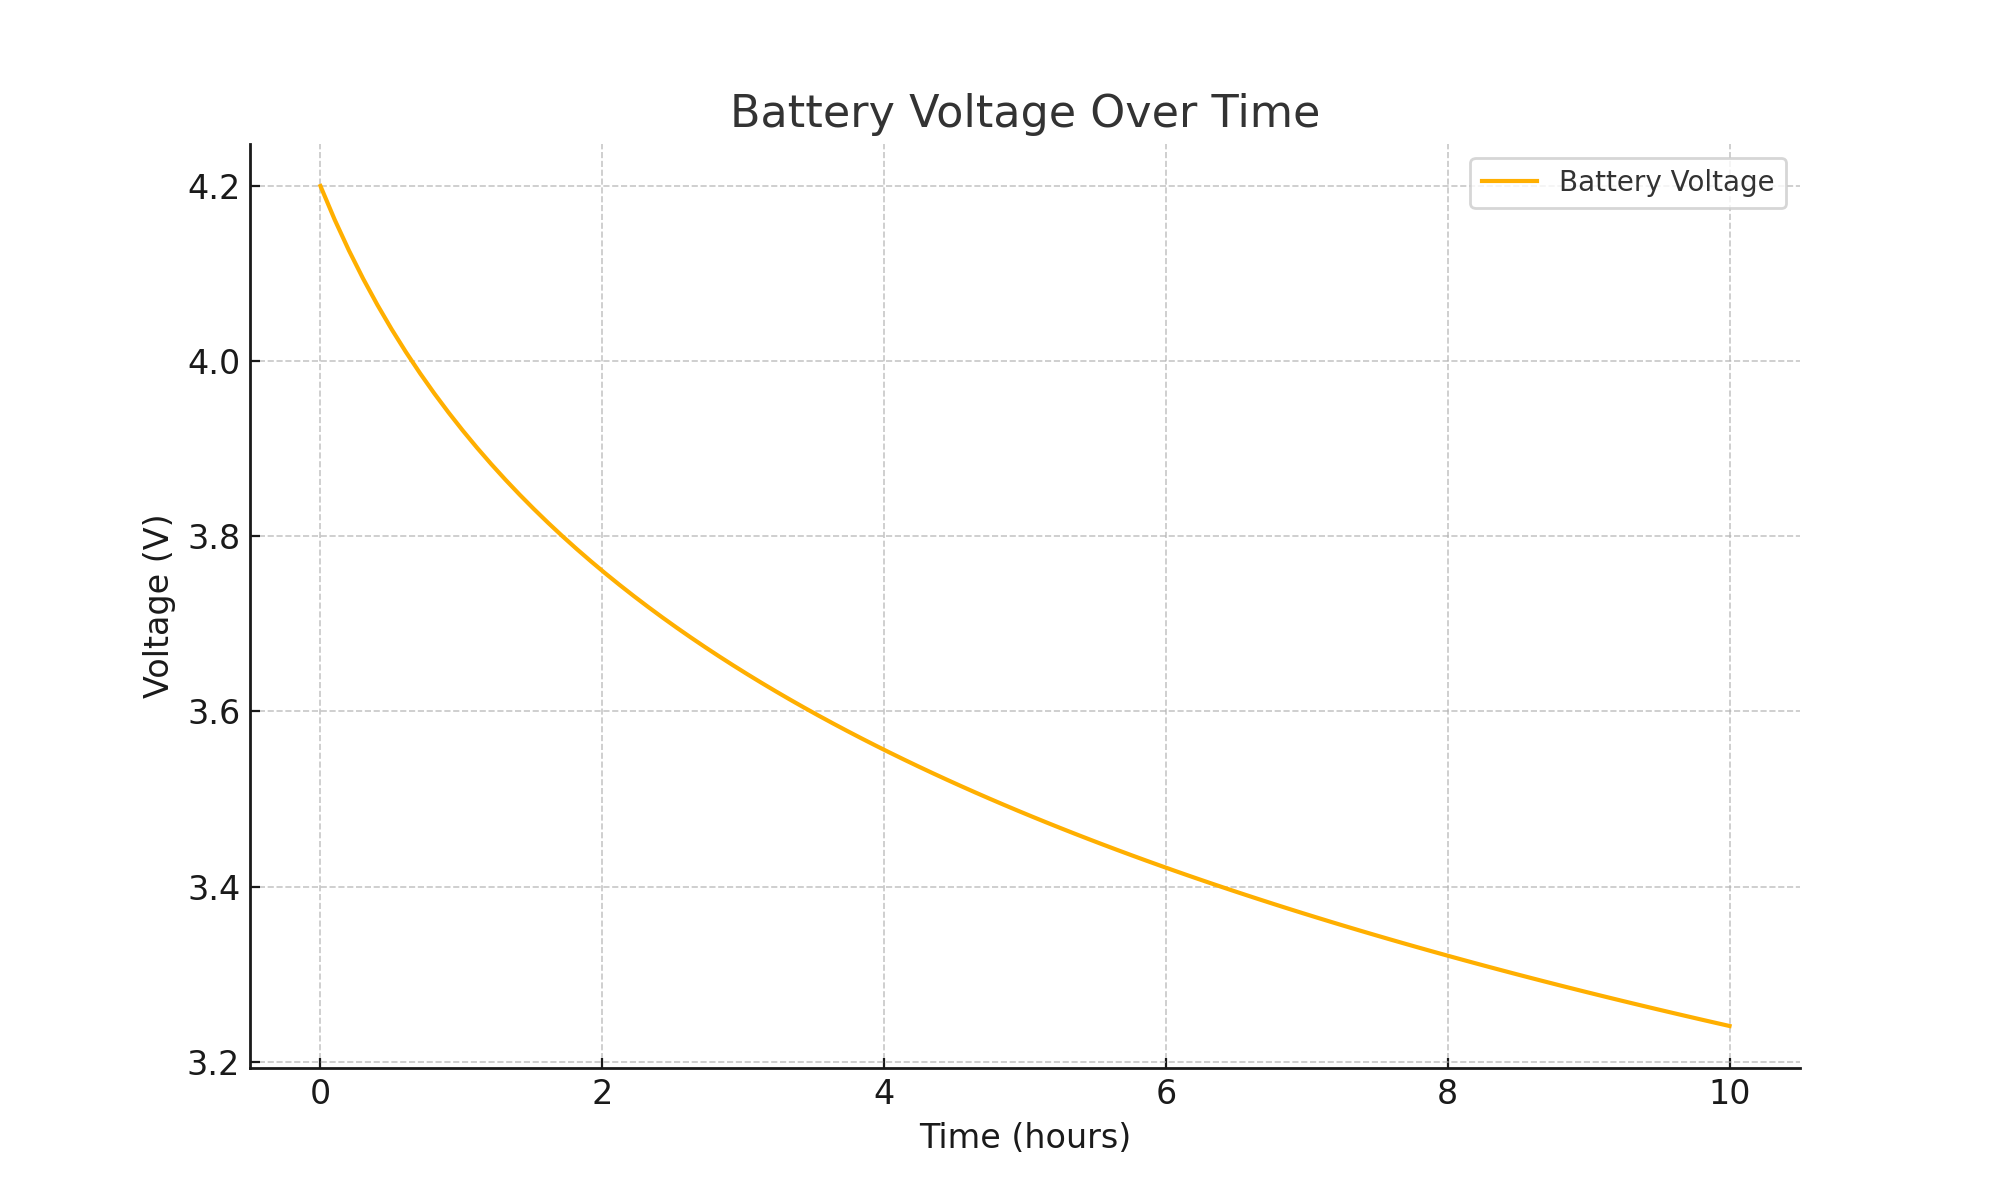 Battery Voltage Over Time
Battery Voltage
4.2
4.0
3.8
3.6
3.4
3.2
Voltage (V)
0 2 4 6 8 10
Time (hours)